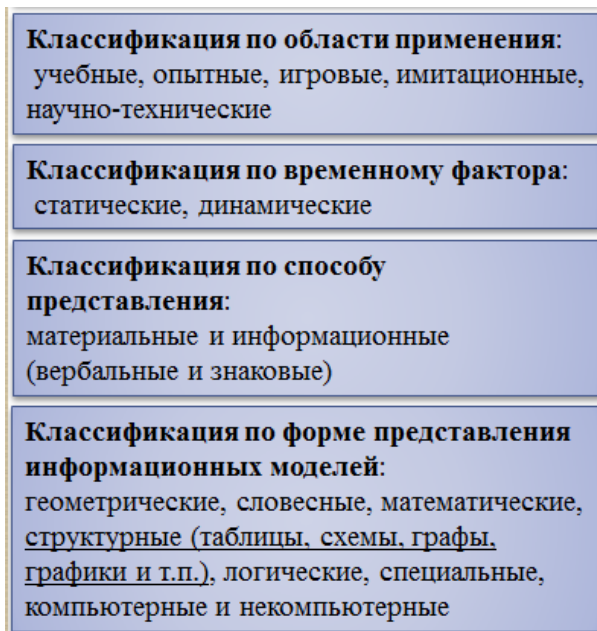 Классификация по области применения:
учебные, опытные, игровые, имитационные,
научно-технические
Классификация по временному фактора:
статические, динамические
Классификация по способу
представления:
материальные и информационные
(вербальные и знаковые)
Классификация по форме представления
информационных моделей:
геометрические, словесные, математические,
структурные (таблицы, схемы, графы,
графики и т.п.), логические, специальные,
компьютерные и некомпьютерные